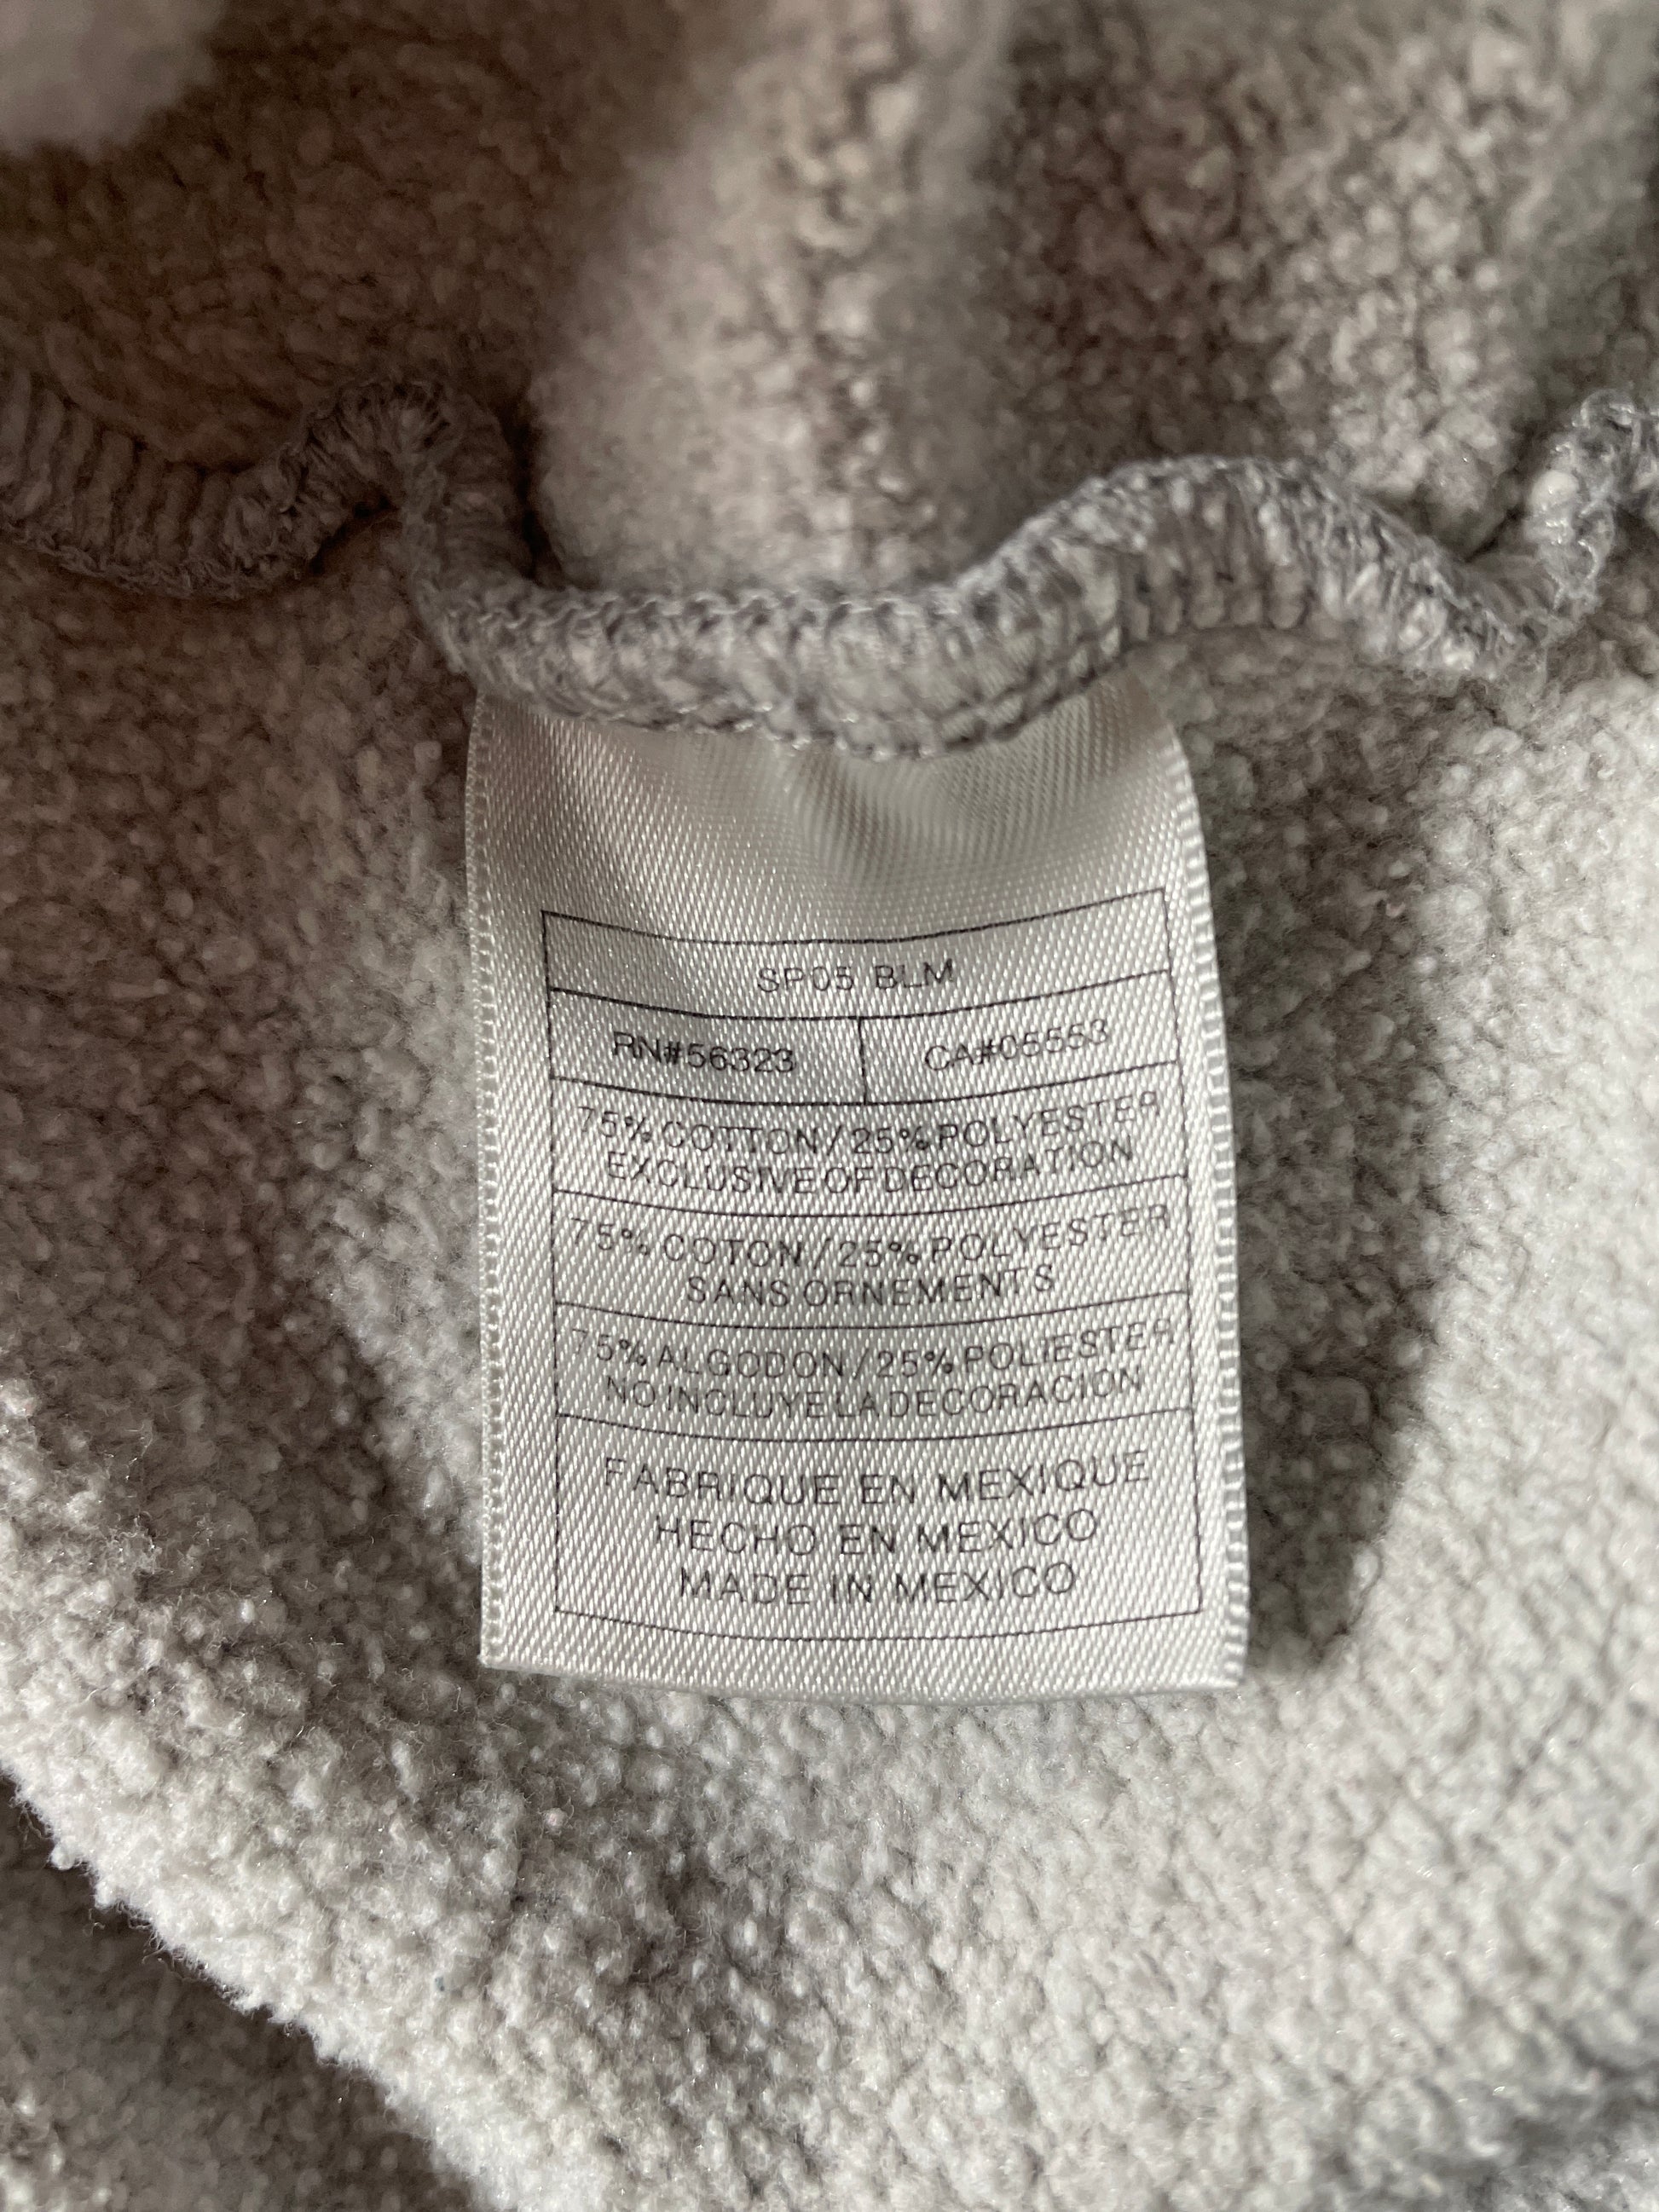 SP05 BLM
RN#56323 CA#05553
75% COTTON/25% POLYESTER
EXCLUSIVE OF DECORATION
75% COTON/25% POLYESTER
SANS ORNEMENTS
75% ALGODON/25% POLIESTER
NO INCLUYE LA DECORACION
FABRIQUE EN MEXIQUE
HECHO EN MEXICO
MADE IN MEXICO